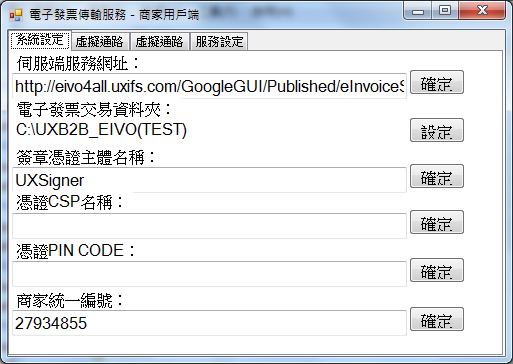 電子發票傳輸服務 - 商家用戶端
系統設定 虛擬通路 虛擬通路 服務設定
伺服端服務網址：
http://eivo4all.uxifs.com/GoogleGUI/Published/eInvoiceS 確定
電子發票交易資料夾：
C:\UXB2B_EIVO(TEST) 設定
簽章憑證主體名稱：
UXSigner 確定
憑證CSP名稱：
確定
憑證PIN CODE：
確定
商家統一編號：
27934855 確定